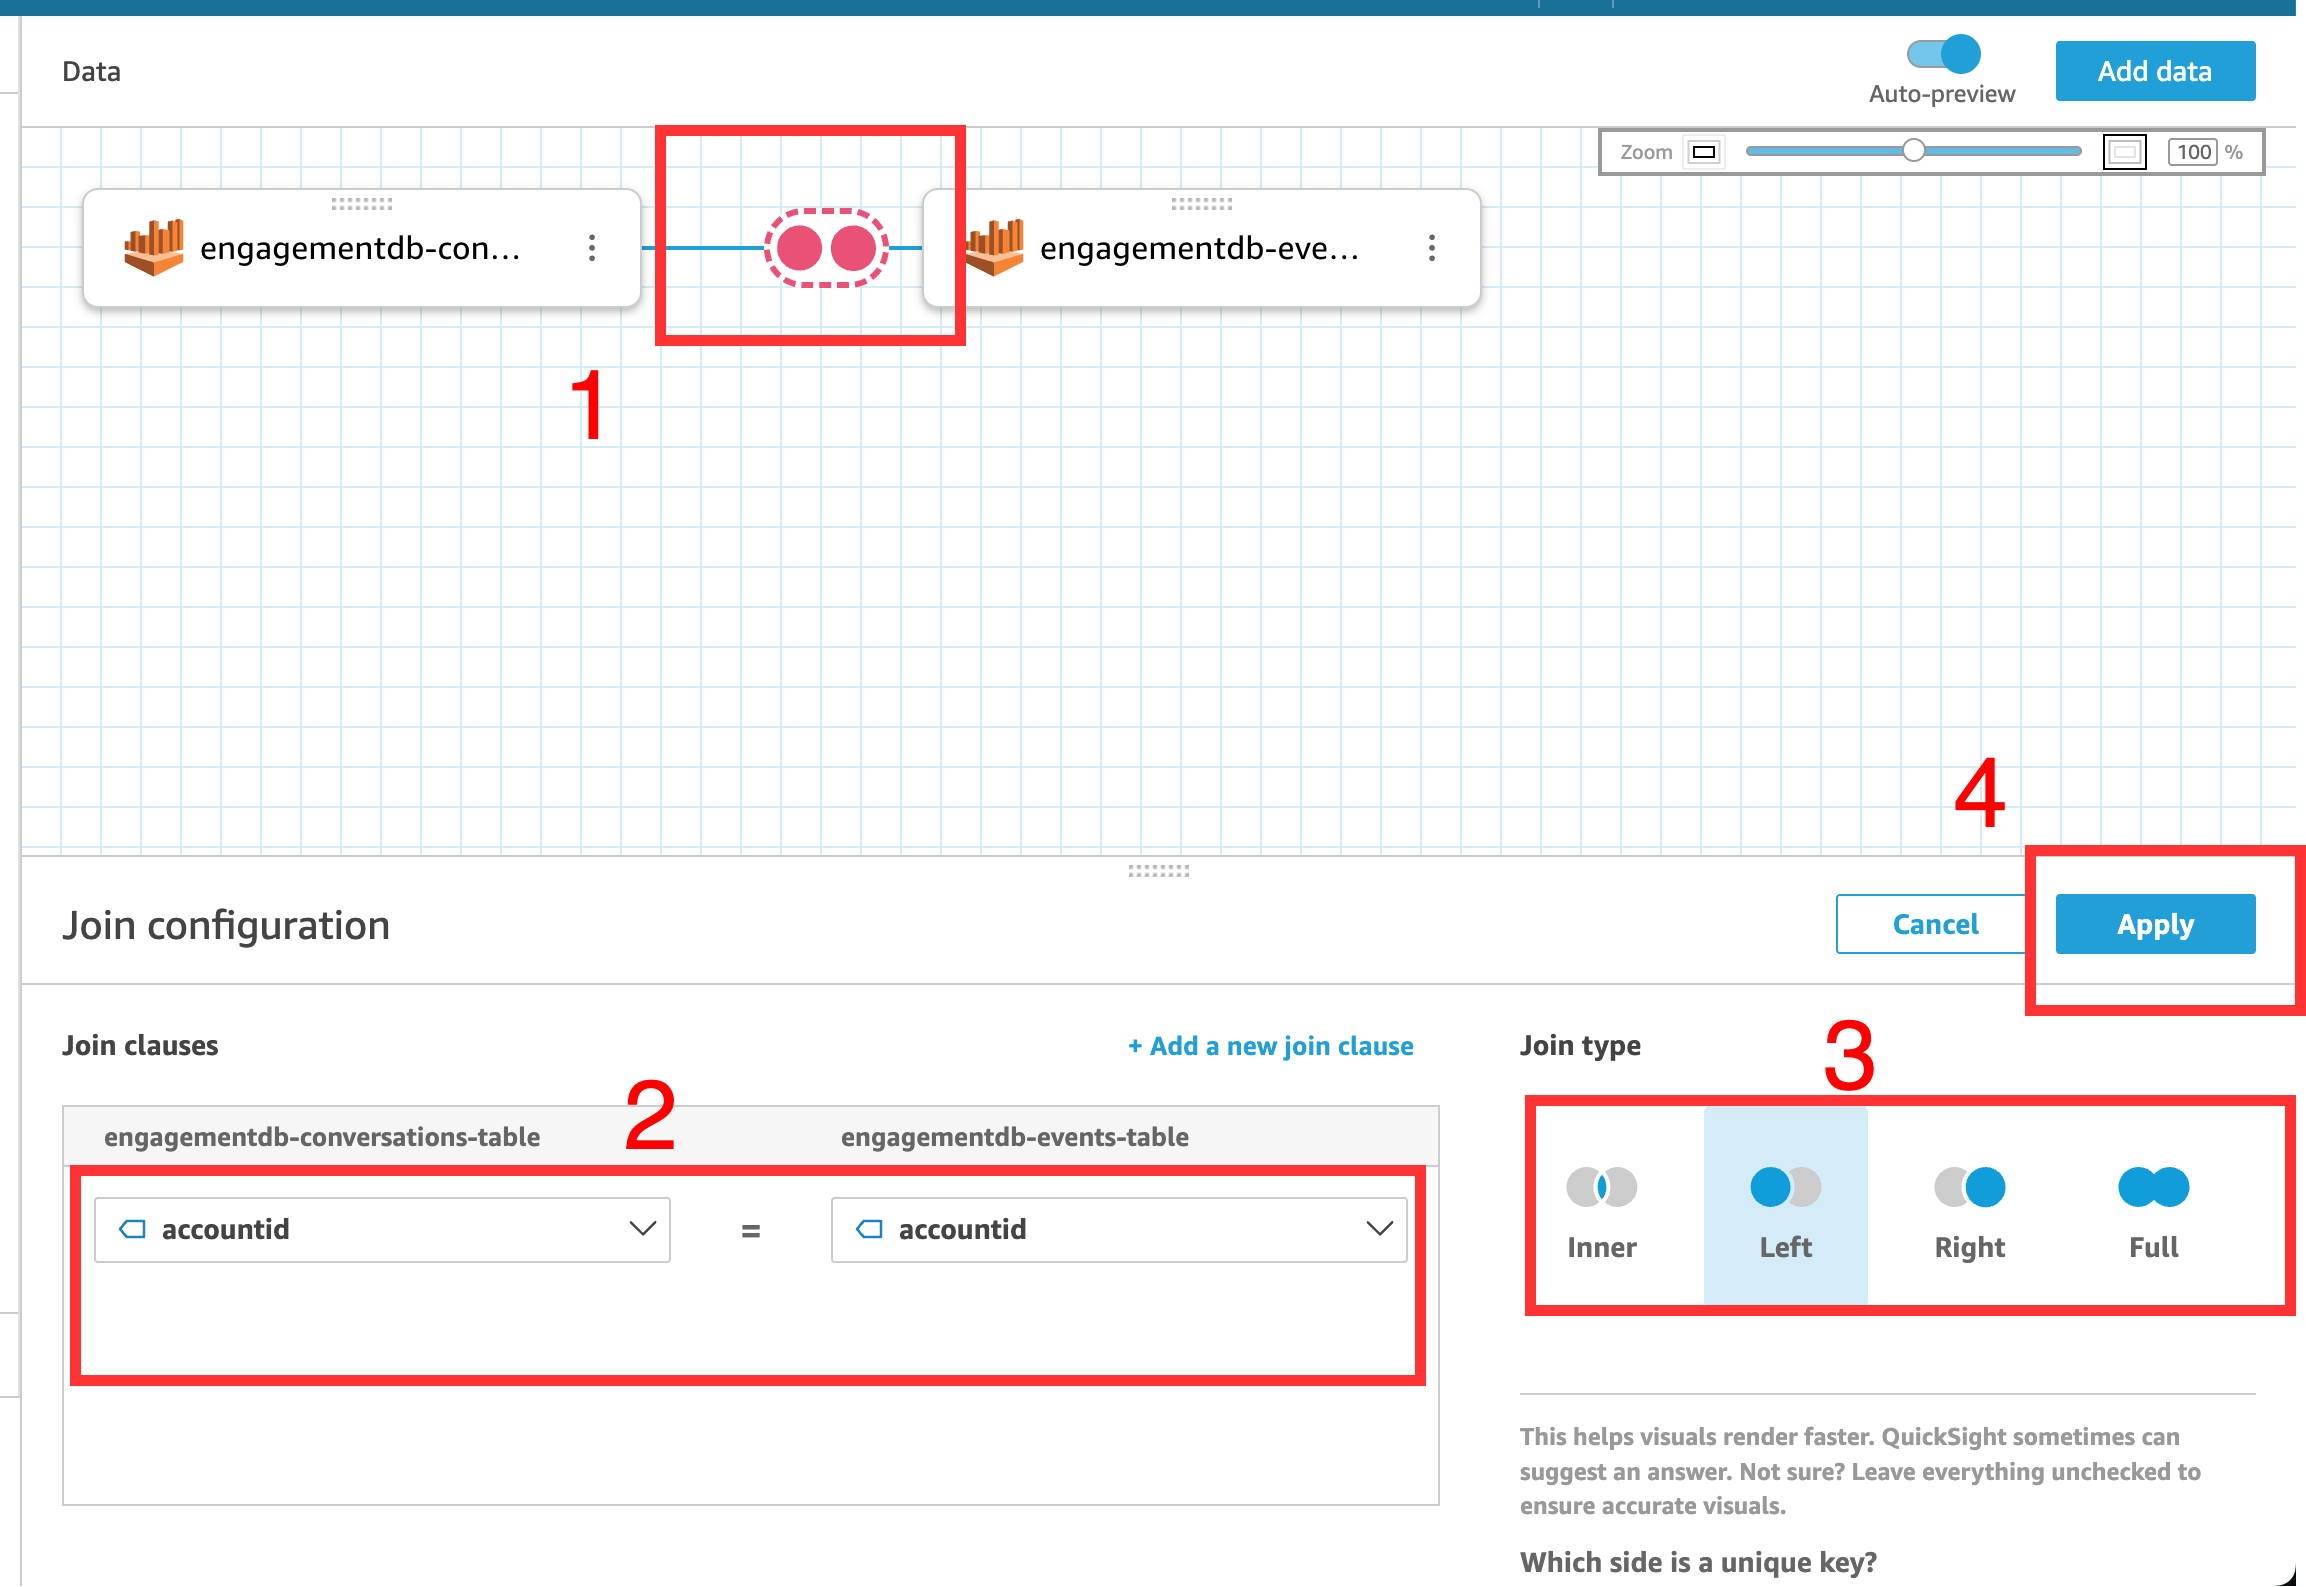 Data
Auto-preview
Add data
Zoom
100 %
engagementdb-con...
engagementdb-eve...
1
4
Join configuration
Cancel
Apply
Join clauses
+ Add a new join clause
Join type
3
2
engagementdb-conversations-table
engagementdb-events-table
accountid
=
accountid
Inner
Left
Right
Full
This helps visuals render faster. QuickSight sometimes can
suggest an answer. Not sure? Leave everything unchecked to
ensure accurate visuals.
Which side is a unique key?